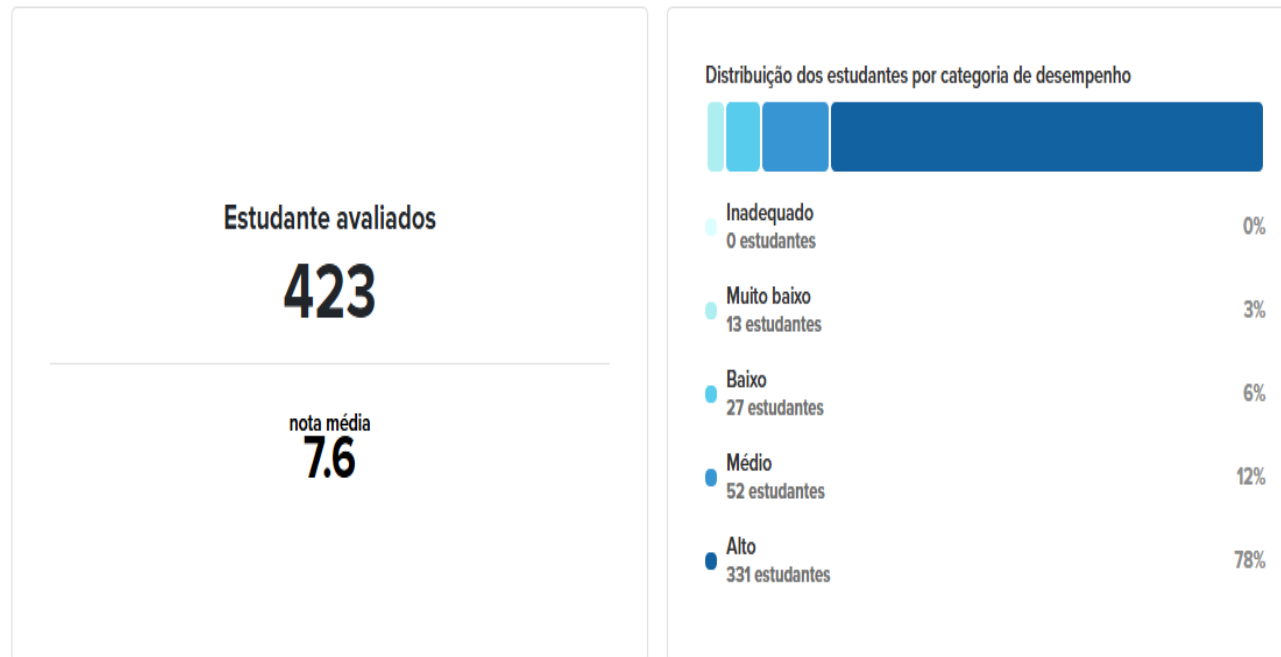 Estudante avaliados
423
nota média
7.6
Distribuição dos estudantes por categoria de desempenho
Inadequado
0 estudantes
0%
Muito baixo
13 estudantes
3%
Baixo
27 estudantes
6%
Médio
52 estudantes
12%
Alto
331 estudantes
78%